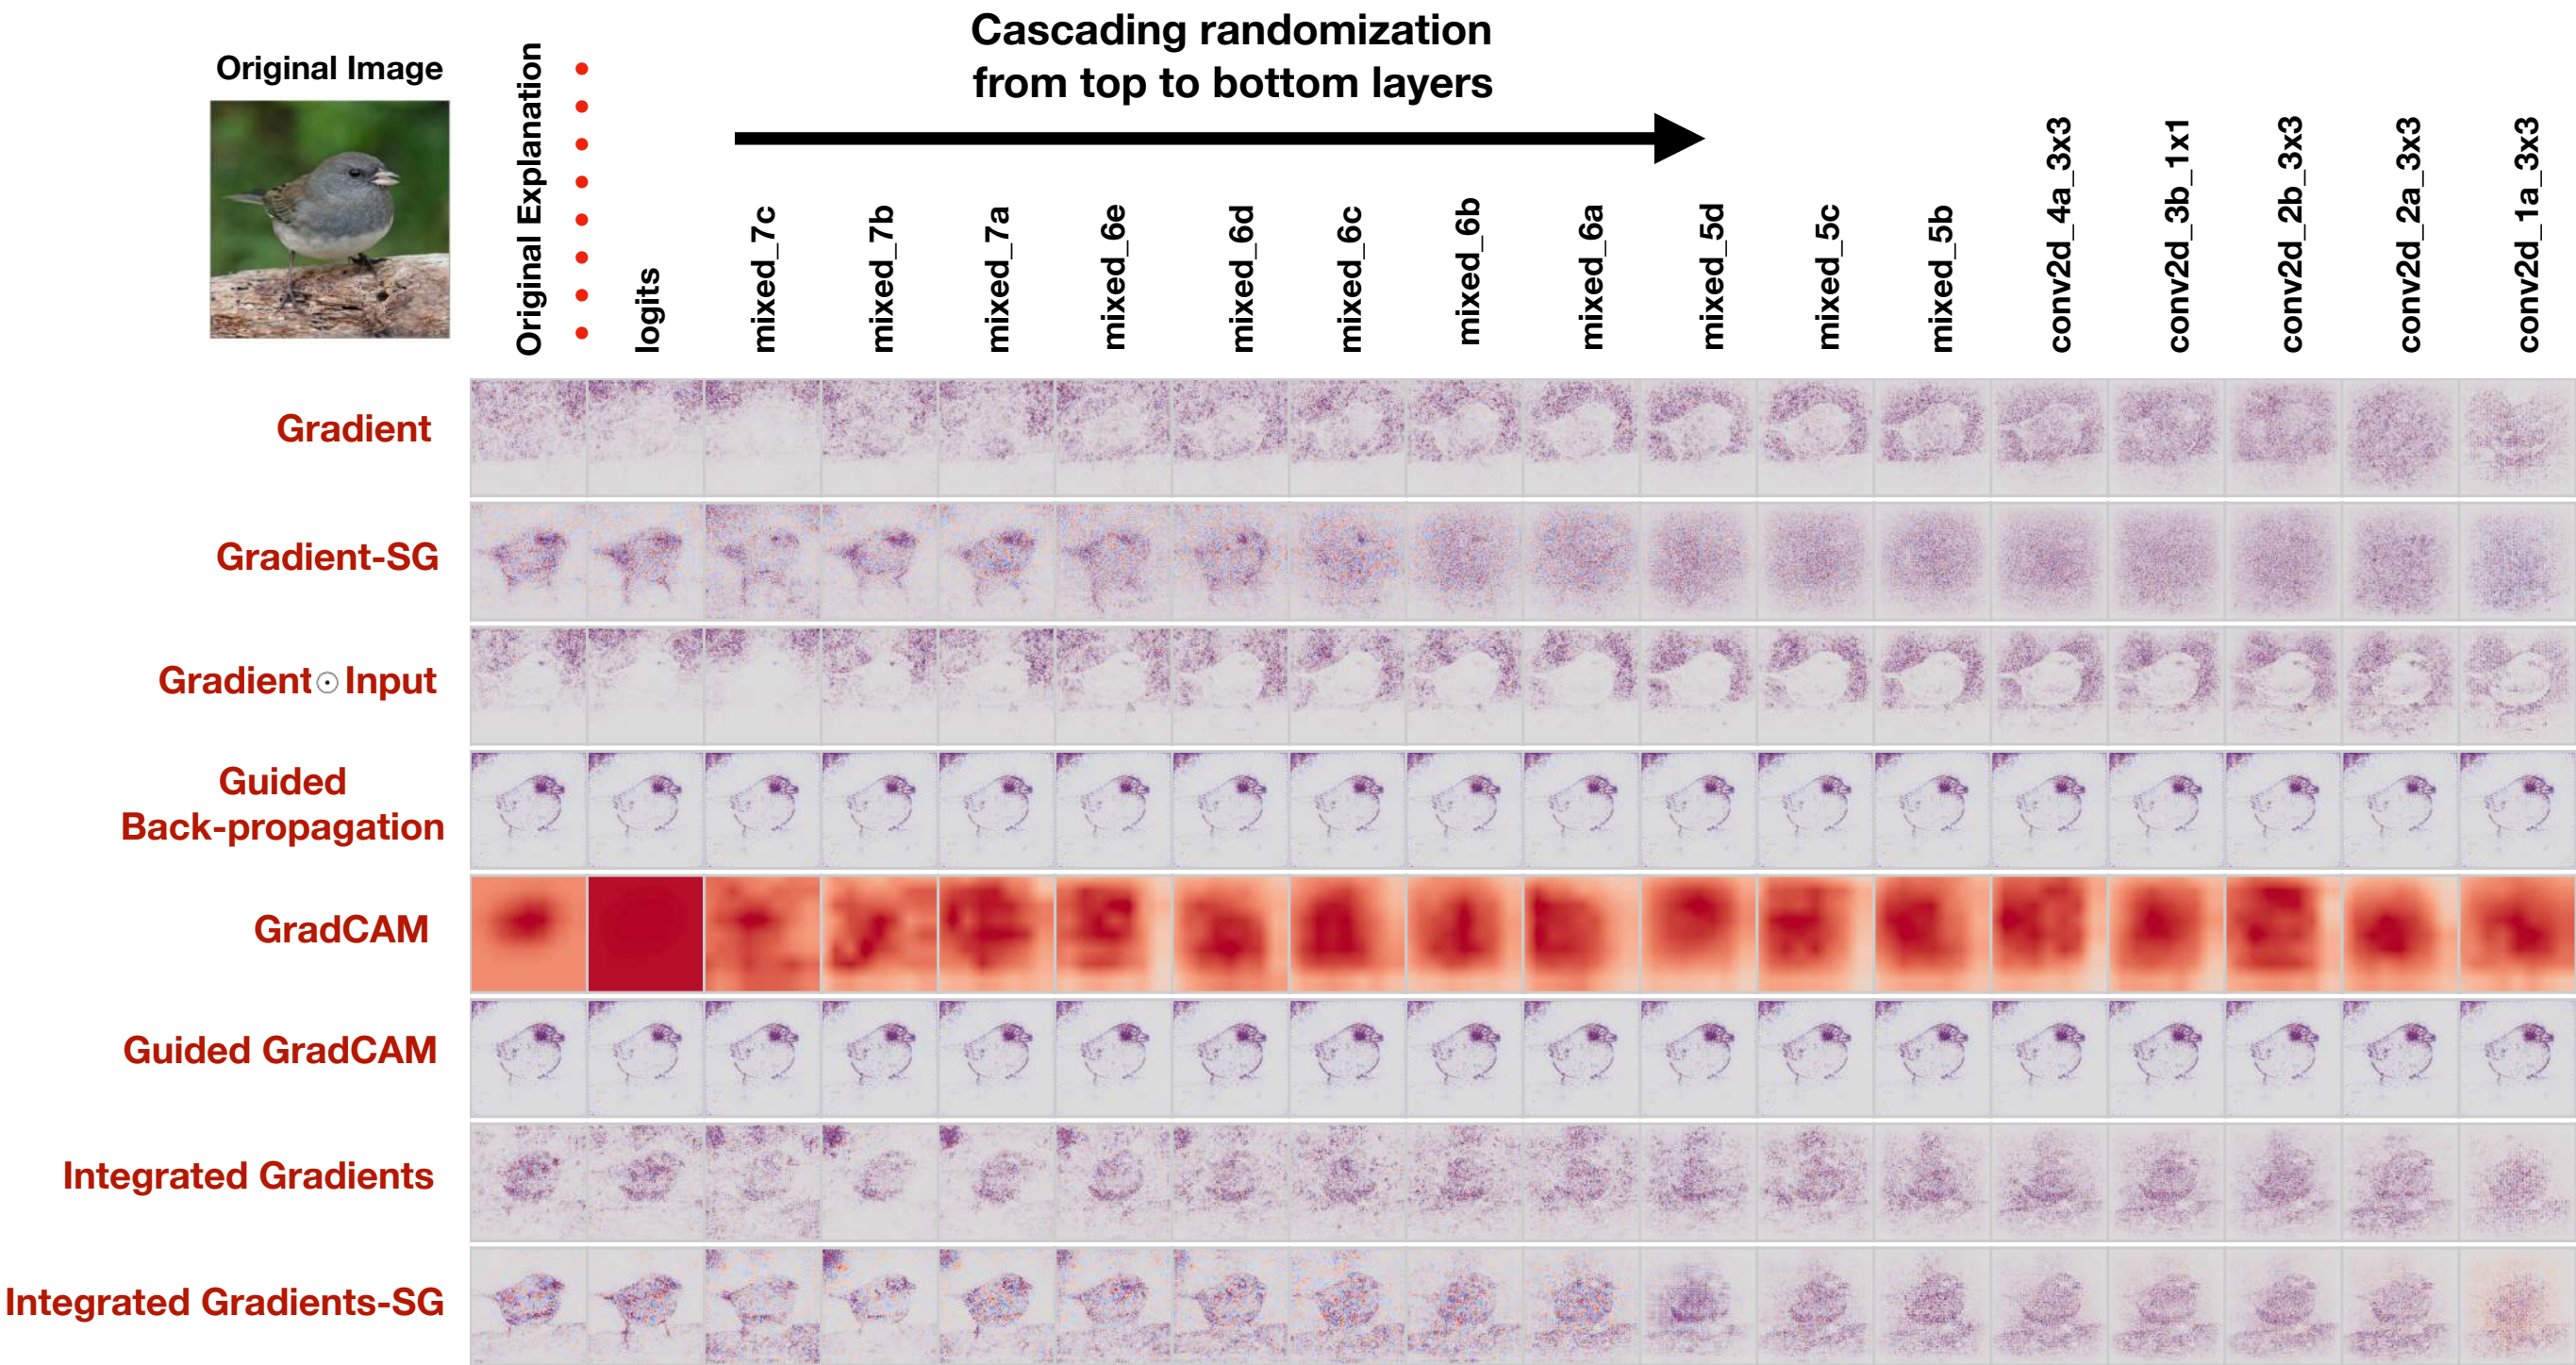 Cascading randomization
from top to bottom layers
Original Image
Original Explanation
logits
mixed_7c
mixed_7b
mixed_7a
mixed_6e
mixed_6d
mixed_6c
mixed_6b
mixed_6a
mixed_5d
mixed_5c
mixed_5b
conv2d_4a_3x3
conv2d_3b_1x1
conv2d_2b_3x3
conv2d_2a_3x3
conv2d_1a_3x3
Gradient
Gradient-SG
Gradient⊙Input
Guided
Back-propagation
GradCAM
Guided GradCAM
Integrated Gradients
Integrated Gradients-SG